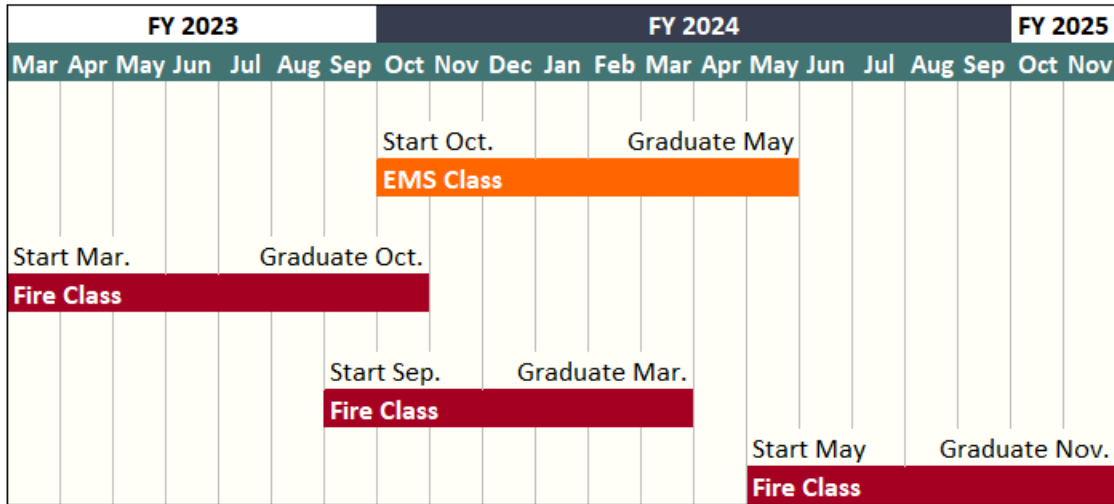 FY 2023 FY 2024 FY 2025
Mar Apr May Jun Jul Aug Sep Oct Nov Dec Jan Feb Mar Apr May Jun Jul Aug Sep Oct Nov
Start Oct. Graduate May
EMS Class
Start Mar. Graduate Oct.
Fire Class
Start Sep. Graduate Mar.
Fire Class
Start May Graduate Nov.
Fire Class